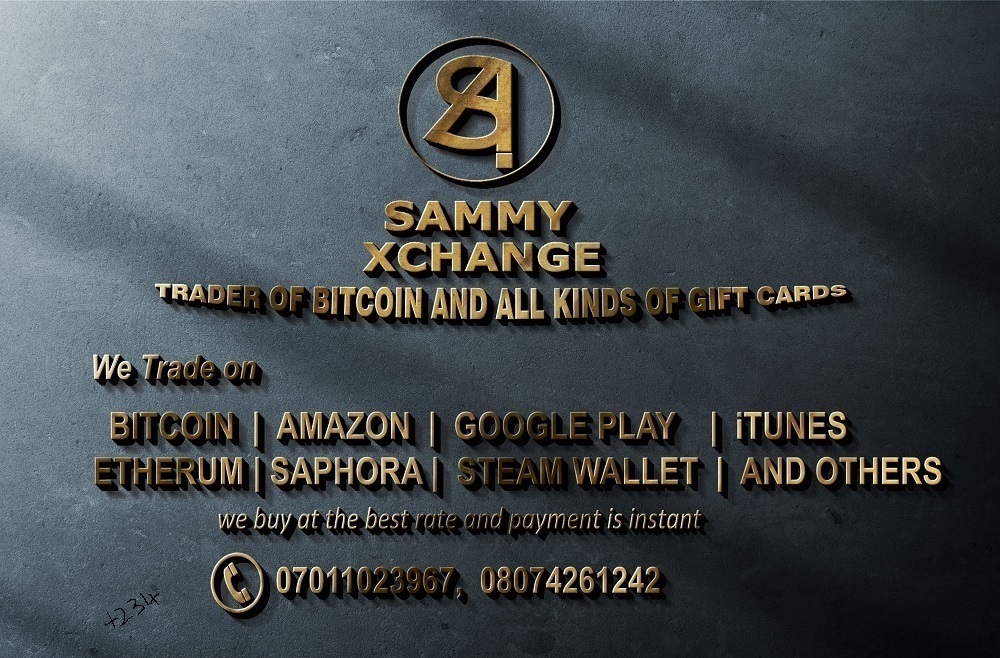 SA
SAMMY
XCHANGE
TRADER OF BITCOIN AND ALL KINDS OF GIFT CARDS
We Trade on
BITCOIN | AMAZON | GOOGLE PLAY | iTUNES
ETHERUM | SAPHORA | STEAM WALLET | AND OTHERS
we buy at the best rate and payment is instant
07011023967, 08074261242
+234